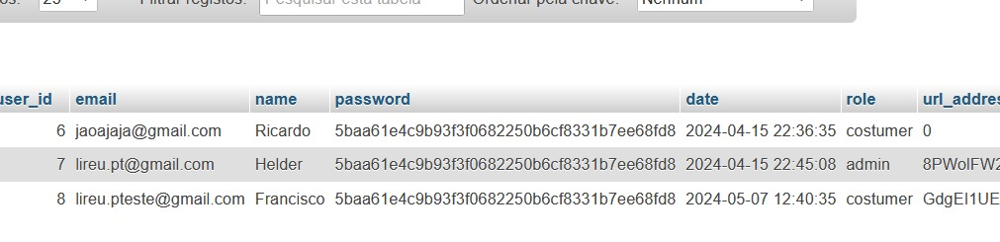 os: 25 Filtrar registos: Pesquisar esta tabela Ordenar pela chave: Nenhum
user_id email name password date role url_addres
6 jaoajaja@gmail.com Ricardo 5baa61e4c9b93f3f0682250b6cf8331b7ee68fd8 2024-04-15 22:36:35 costumer 0
7 lireu.pt@gmail.com Helder 5baa61e4c9b93f3f0682250b6cf8331b7ee68fd8 2024-04-15 22:45:08 admin 8PWolFW2
8 lireu.pteste@gmail.com Francisco 5baa61e4c9b93f3f0682250b6cf8331b7ee68fd8 2024-05-07 12:40:35 costumer GdgEI1UE